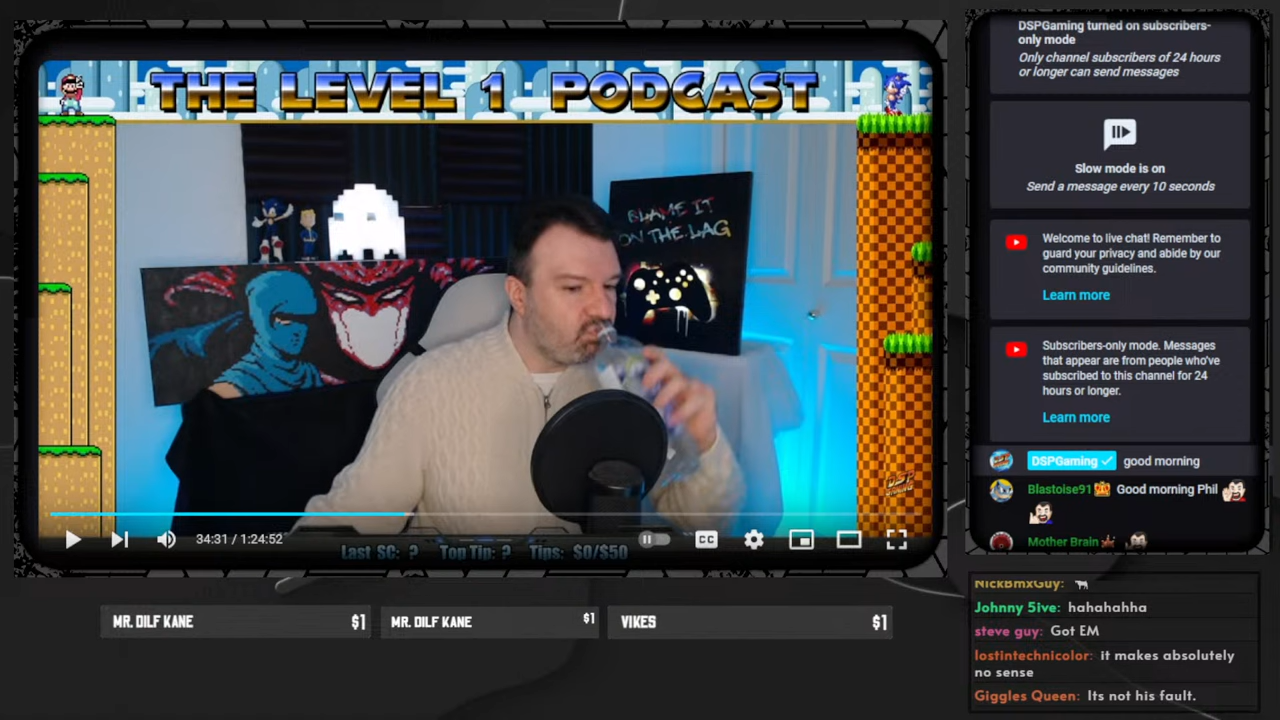 THE LEVEL 1 PODCAST
BLAME IT
ON THE LAG
DSP
GAMING
34:31 / 1:24:52
CC
Last SC: ? Top Tip: ? Tips: $0/$50
MR. DILF KANE $1
MR. DILF KANE $1
VIKES $1
DSPGaming turned on subscribers-
only mode
Only channel subscribers of 24 hours
or longer can send messages
Slow mode is on
Send a message every 10 seconds
Welcome to live chat! Remember to
guard your privacy and abide by our
community guidelines.
Learn more
Subscribers-only mode. Messages
that appear are from people who've
subscribed to this channel for 24
hours or longer.
Learn more
DSPGaming good morning
Blastoise91 Good morning Phil
Mother Brain
NickBmxGuy:
Johnny 5ive: hahahahha
steve guy: Got EM
lostintechnicolor: it makes absolutely
no sense
Giggles Queen: Its not his fault.